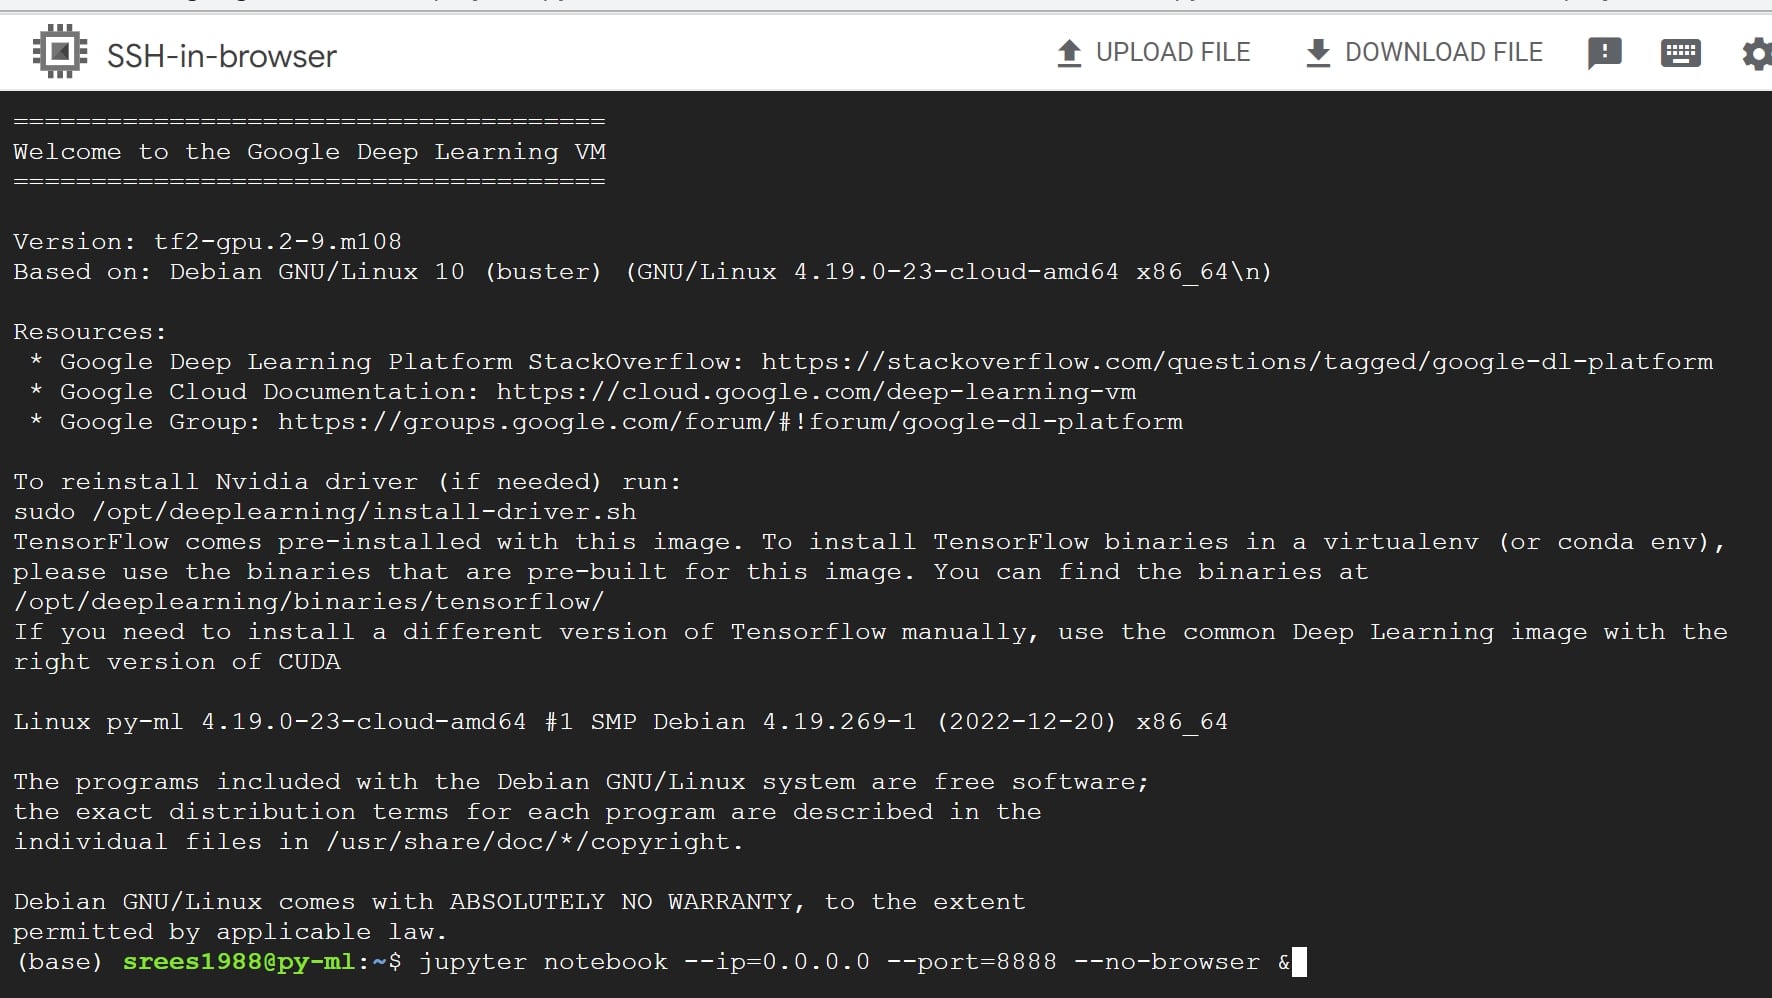 SSH-in-browser
UPLOAD FILE
DOWNLOAD FILE
======================================
Welcome to the Google Deep Learning VM
======================================
Version: tf2-gpu.2-9.m108
Based on: Debian GNU/Linux 10 (buster) (GNU/Linux 4.19.0-23-cloud-amd64 x86_64\n)
Resources:
* Google Deep Learning Platform StackOverflow: https://stackoverflow.com/questions/tagged/google-dl-platform
* Google Cloud Documentation: https://cloud.google.com/deep-learning-vm
* Google Group: https://groups.google.com/forum/#!forum/google-dl-platform
To reinstall Nvidia driver (if needed) run:
sudo /opt/deeplearning/install-driver.sh
TensorFlow comes pre-installed with this image. To install TensorFlow binaries in a virtualenv (or conda env),
please use the binaries that are pre-built for this image. You can find the binaries at
/opt/deeplearning/binaries/tensorflow/
If you need to install a different version of Tensorflow manually, use the common Deep Learning image with the
right version of CUDA
Linux py-ml 4.19.0-23-cloud-amd64 #1 SMP Debian 4.19.269-1 (2022-12-20) x86_64
The programs included with the Debian GNU/Linux system are free software;
the exact distribution terms for each program are described in the
individual files in /usr/share/doc/*/copyright.
Debian GNU/Linux comes with ABSOLUTELY NO WARRANTY, to the extent
permitted by applicable law.
(base) srees1988@py-ml:~$ jupyter notebook --ip=0.0.0.0 --port=8888 --no-browser &